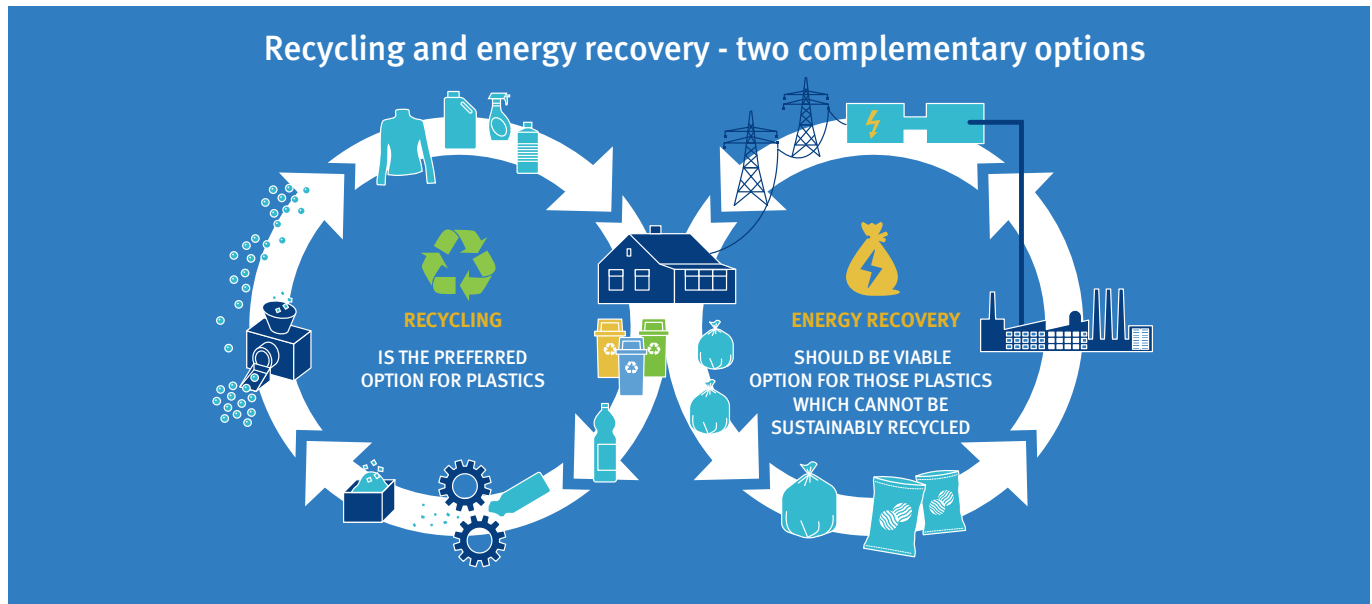 Recycling and energy recovery - two complementary options
RECYCLING
IS THE PREFERRED
OPTION FOR PLASTICS
ENERGY RECOVERY
SHOULD BE VIABLE
OPTION FOR THOSE PLASTICS
WHICH CANNOT BE
SUSTAINABLY RECYCLED